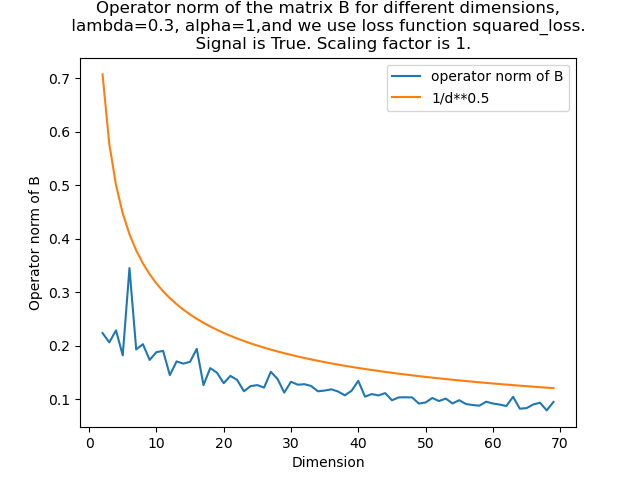 Operator norm of the matrix B for different dimensions,
lambda=0.3, alpha=1,and we use loss function squared_loss.
Signal is True. Scaling factor is 1.
operator norm of B
1/d**0.5
Operator norm of B
0.7
0.6
0.5
0.4
0.3
0.2
0.1
0 10 20 30 40 50 60 70
Dimension